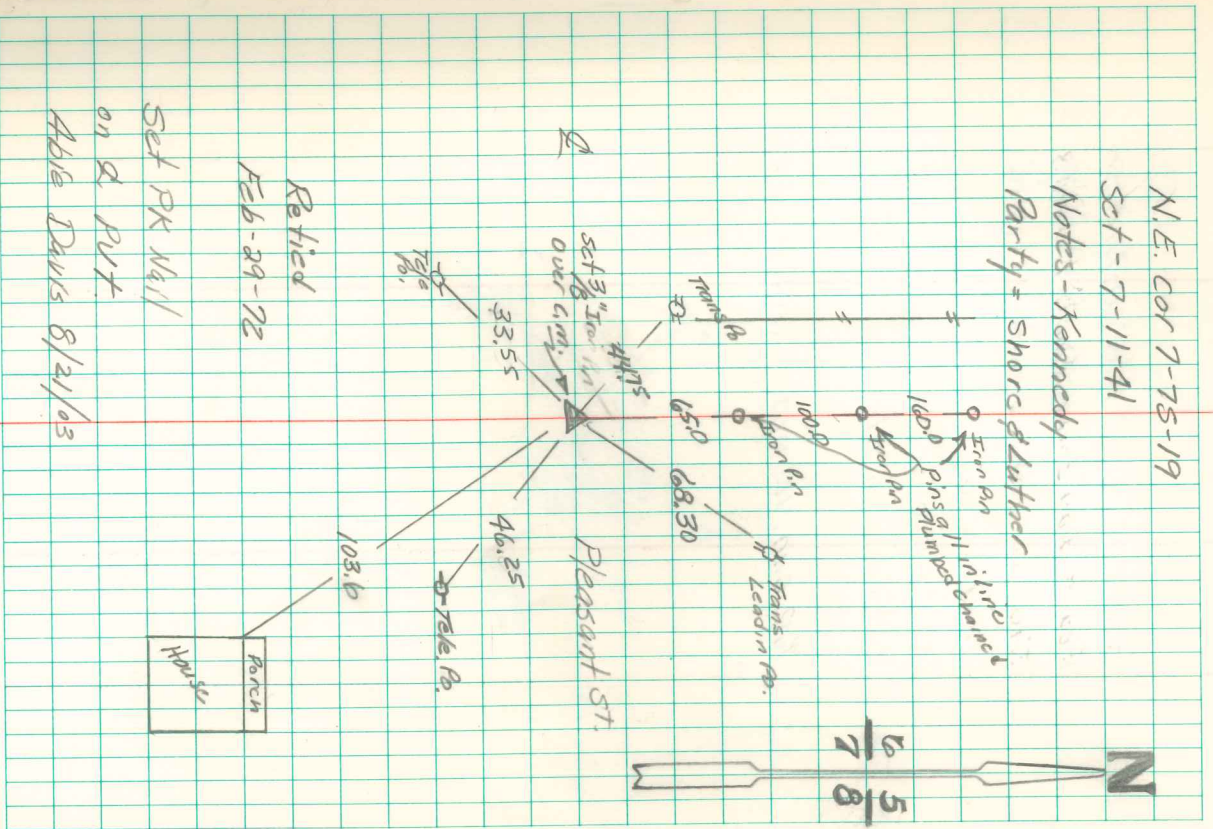 N.E. Cor 7-7S-19
Set - 7-11-41
Notes - Kennedy
Party = Shore & Luther
N
6 5
7 8
Iron Pin
160.0
pins all in line
Iron Pin
100.0
Iron Pin
65.0
Trans Po
44.75
68.30
Trans
Lead in Po.
Set 3/8" Iron Pin
over L.M.
℄
Pleasant St.
33.55
Tele
Po.
46.25
Tele. Po.
103.6
Porch
House
Retied
Feb-29-72
Set PK Nail
on ℄ Pvt.
Able Davis 8/21/03